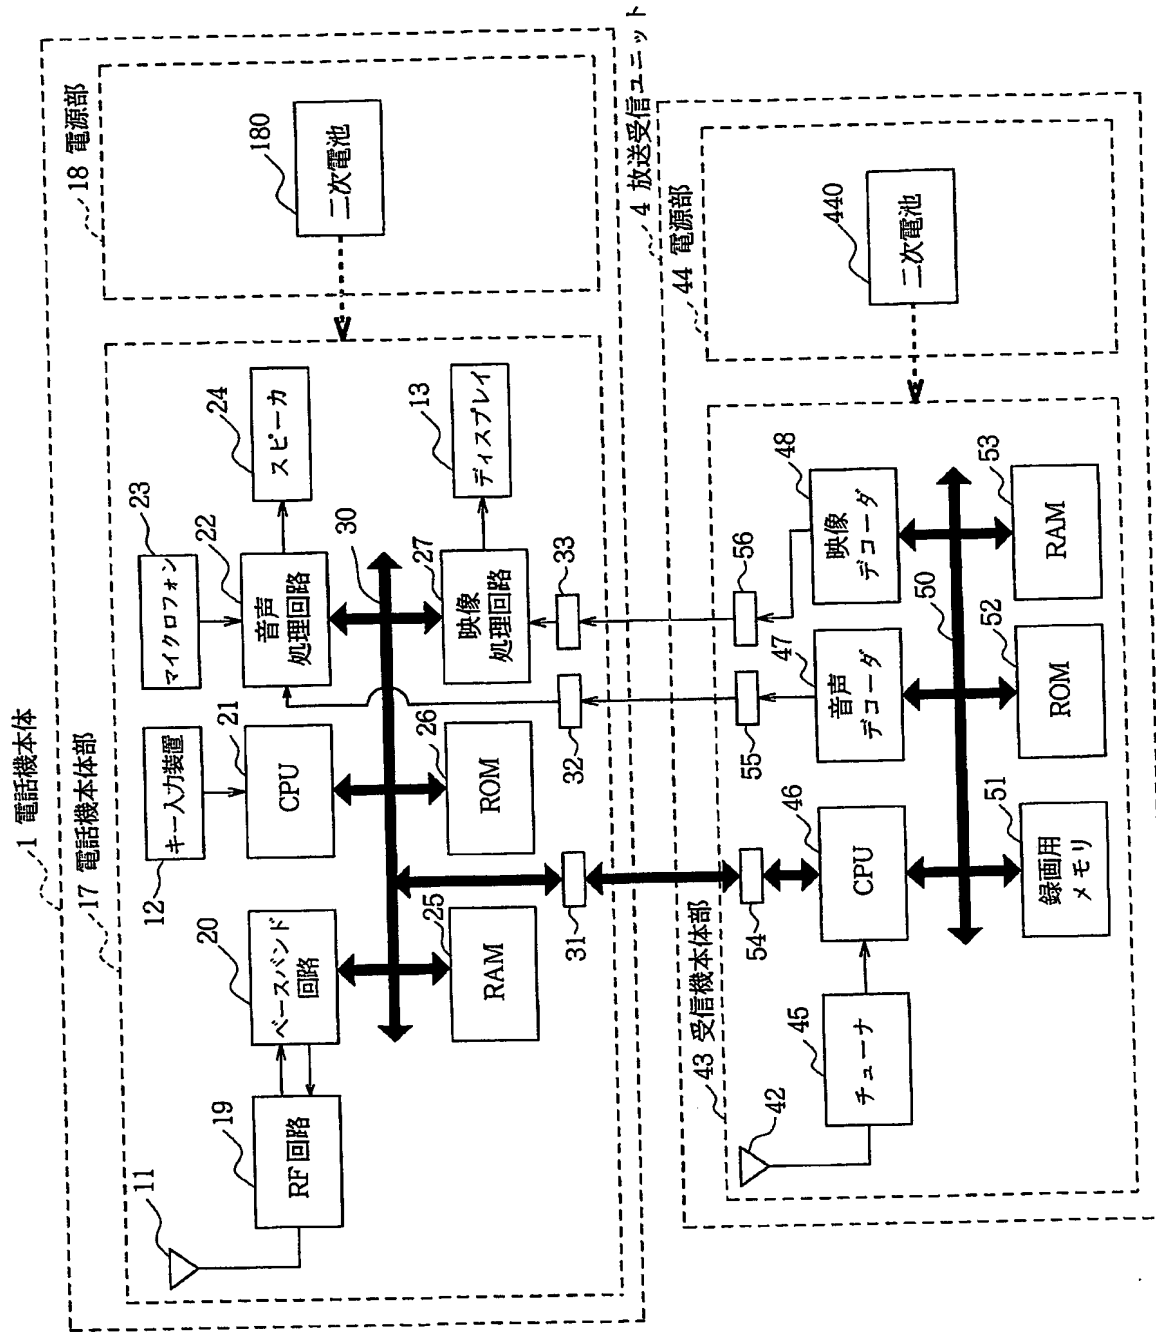 1 電話機本体
17 電話機本体部
11
19
RF回路
20
ベースバンド
回路
12
キー入力装置
21
CPU
23
マイクロフォン
22
音声
処理回路
24
スピーカ
25
RAM
26
ROM
30
27
映像
処理回路
13
ディスプレイ
31
32
33
18 電源部
180
二次電池
4 放送受信ユニット
43 受信機本体部
42
45
チューナ
54
46
CPU
55
47
音声
デコーダ
56
48
映像
デコーダ
50
51
録画用
メモリ
52
ROM
53
RAM
44 電源部
440
二次電池